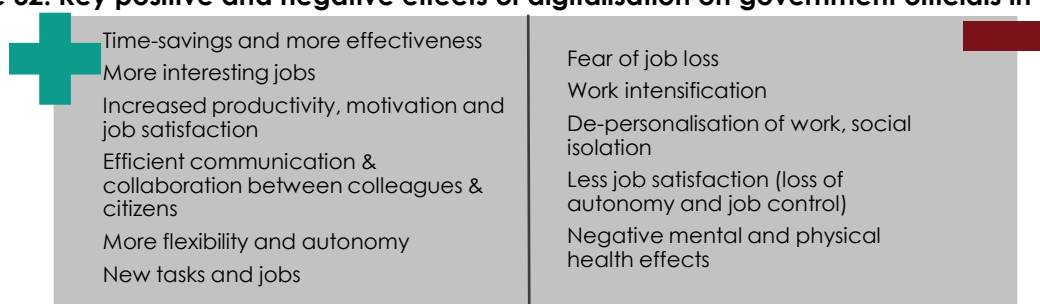 e 32: Key positive and negative effects of digitalisation on government officials in
Time-savings and more effectiveness
More interesting jobs
Increased productivity, motivation and
job satisfaction
Efficient communication &
collaboration between colleagues &
citizens
More flexibility and autonomy
New tasks and jobs
Fear of job loss
Work intensification
De-personalisation of work, social
isolation
Less job satisfaction (loss of
autonomy and job control)
Negative mental and physical
health effects